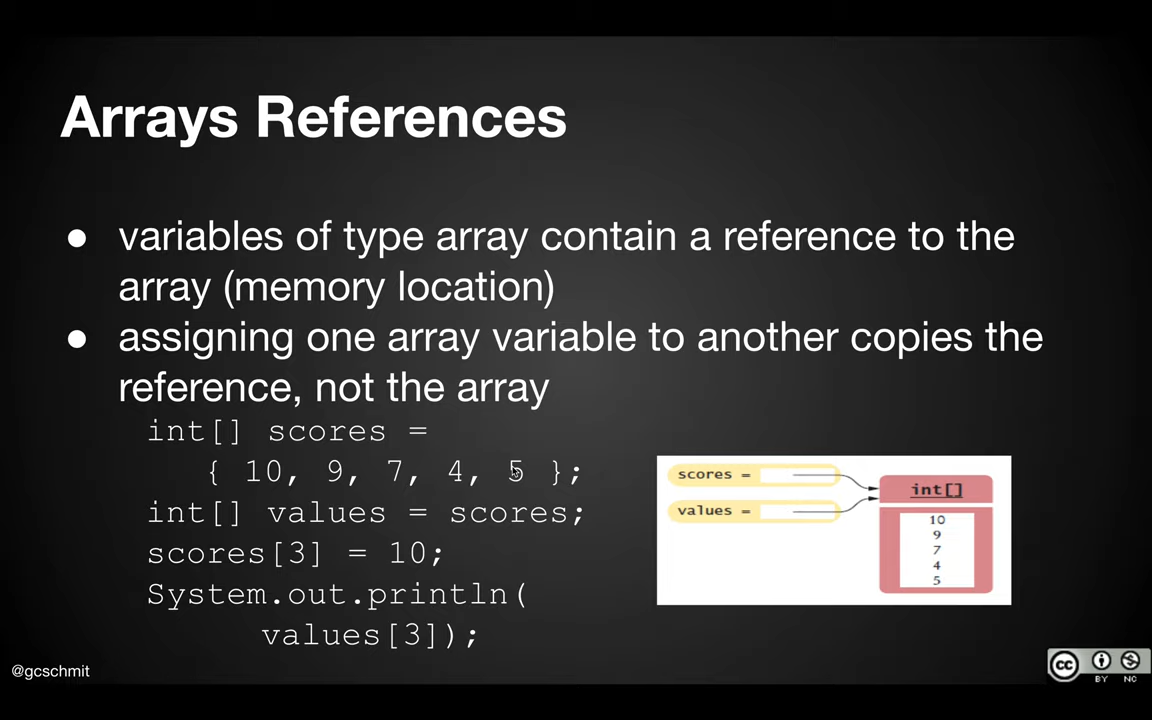 Arrays References
● variables of type array contain a reference to the
array (memory location)
● assigning one array variable to another copies the
reference, not the array
int[] scores =
{ 10, 9, 7, 4, 5 };
int[] values = scores;
scores[3] = 10;
System.out.println(
values[3]);
scores =
values =
int[]
10
9
7
4
5
@gcschmit
cc
BY NC